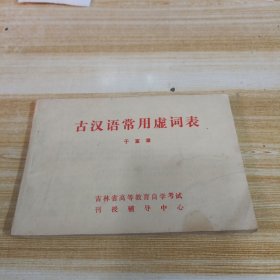 古汉语常用虚词表
吉林省高等教育自学考试
刊授辅导中心